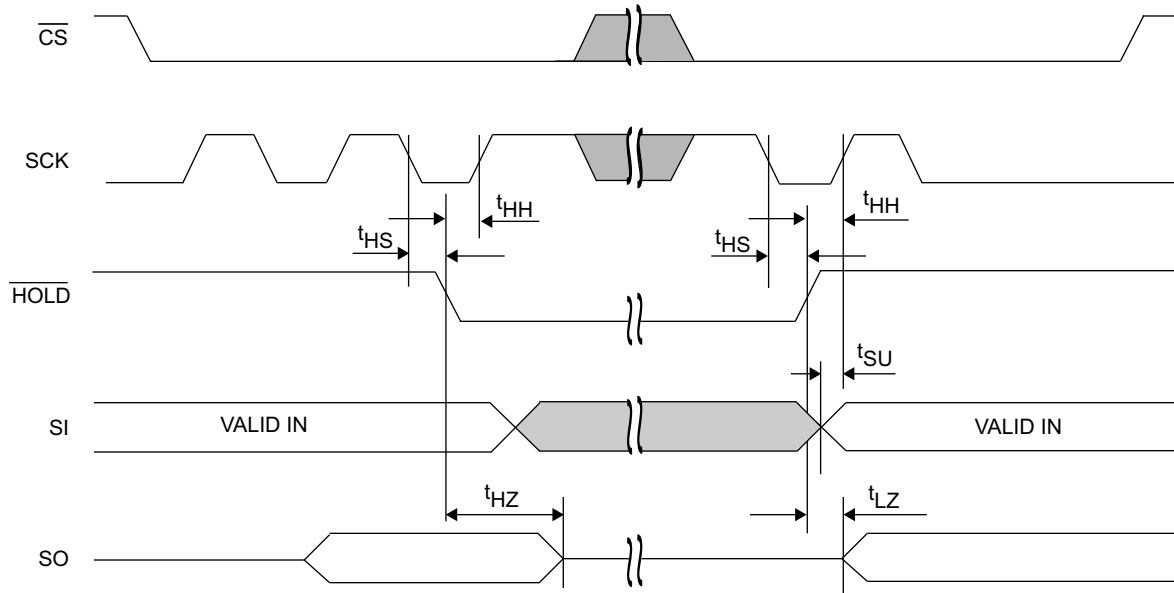 CS
SCK
tHH
tHH
tHS
tHS
HOLD
tSU
SI
VALID IN
VALID IN
tHZ
tLZ
SO